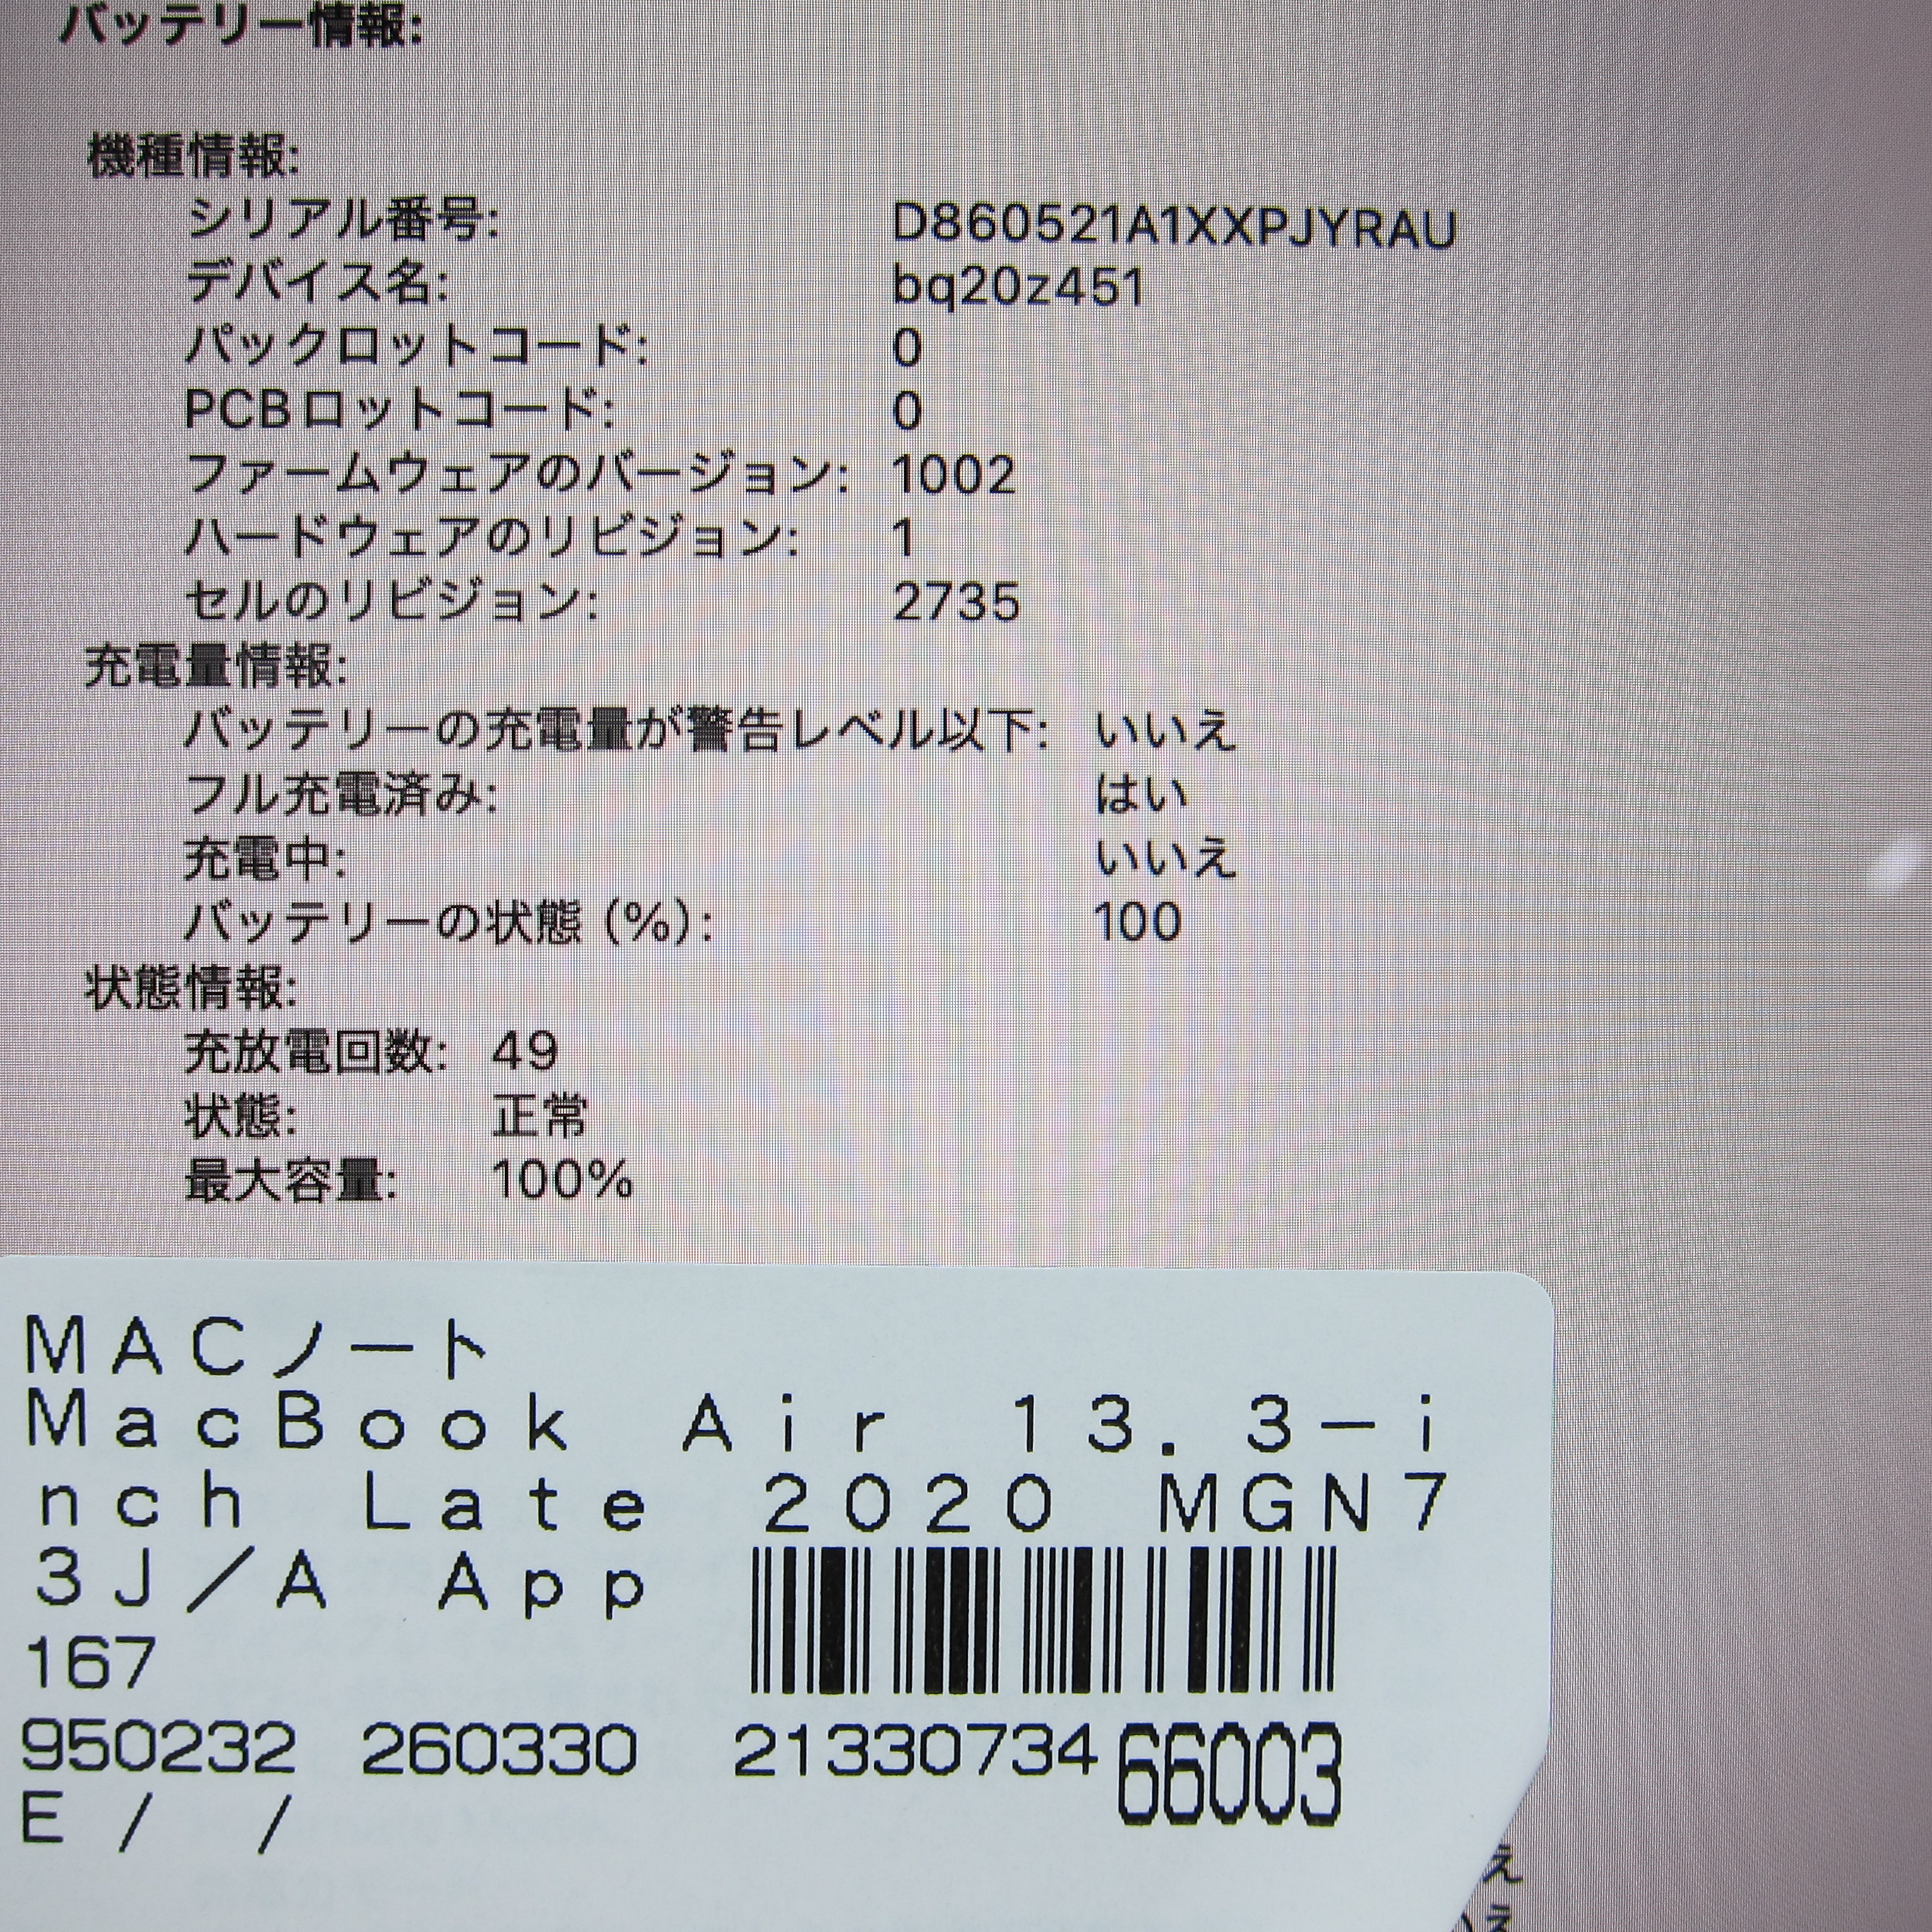 バッテリー情報:
機種情報:
シリアル番号: D860521A1XXPJYRAU
デバイス名: bq20z451
パックロットコード: 0
PCBロットコード: 0
ファームウェアのバージョン: 1002
ハードウェアのリビジョン: 1
セルのリビジョン: 2735
充電量情報:
バッテリーの充電量が警告レベル以下: いいえ
フル充電済み: はい
充電中: いいえ
バッテリーの状態 (%): 100
状態情報:
充放電回数: 49
状態: 正常
最大容量: 100%
MACノート
MacBook Air 13.3-i
nch Late 2020 MGN7
3J/A App
167
950232 260330 21330734 66003
E / /
え